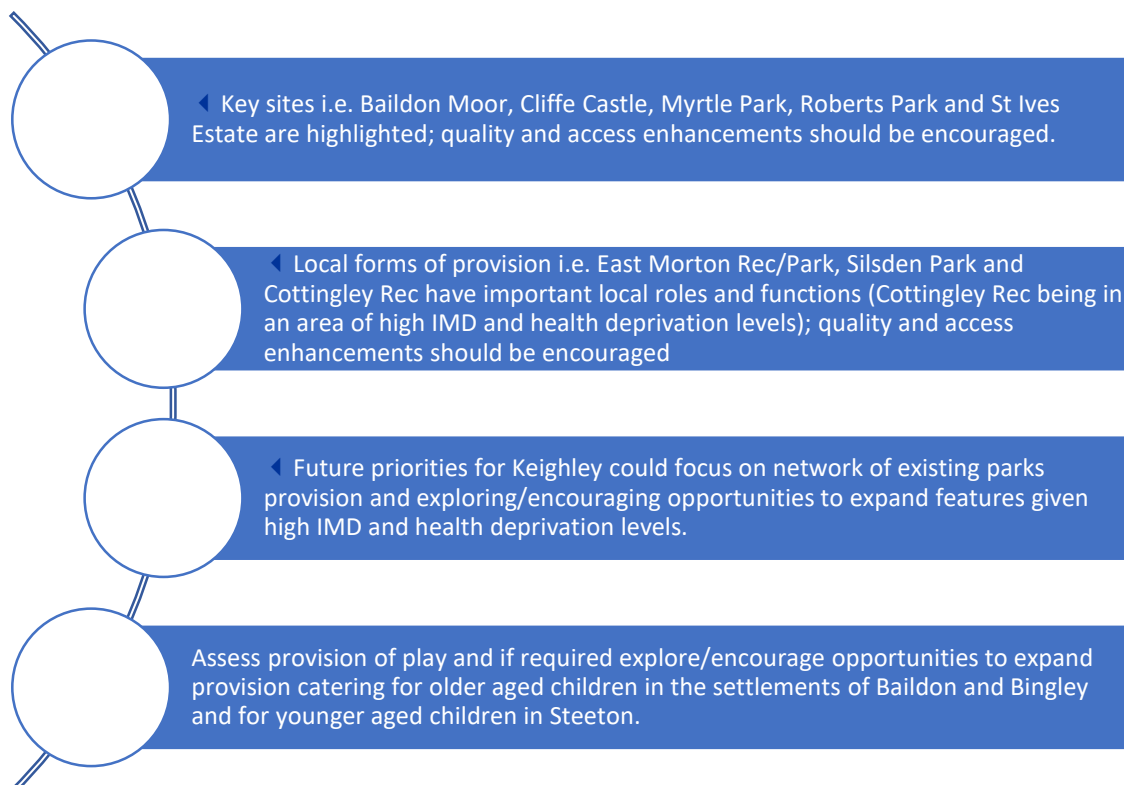 Key sites i.e. Baildon Moor, Cliffe Castle, Myrtle Park, Roberts Park and St Ives
Estate are highlighted; quality and access enhancements should be encouraged.
Local forms of provision i.e. East Morton Rec/Park, Silsden Park and
Cottingley Rec have important local roles and functions (Cottingley Rec being in
an area of high IMD and health deprivation levels); quality and access
enhancements should be encouraged
Future priorities for Keighley could focus on network of existing parks
provision and exploring/encouraging opportunities to expand features given
high IMD and health deprivation levels.
Assess provision of play and if required explore/encourage opportunities to expand
provision catering for older aged children in the settlements of Baildon and Bingley
and for younger aged children in Steeton.